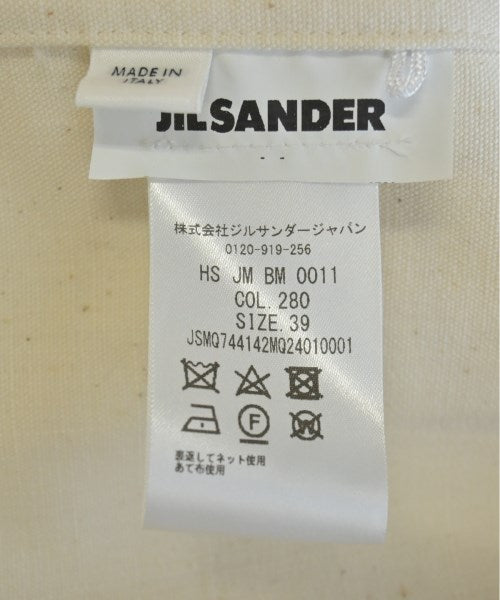 MADE IN
ITALY
JIL SANDER
株式会社ジルサンダージャパン
0120-919-256
HS JM BM 0011
COL. 280
SIZE. 39
JSMQ744142MQ24010001
F
W
裏返してネット使用
あて布使用